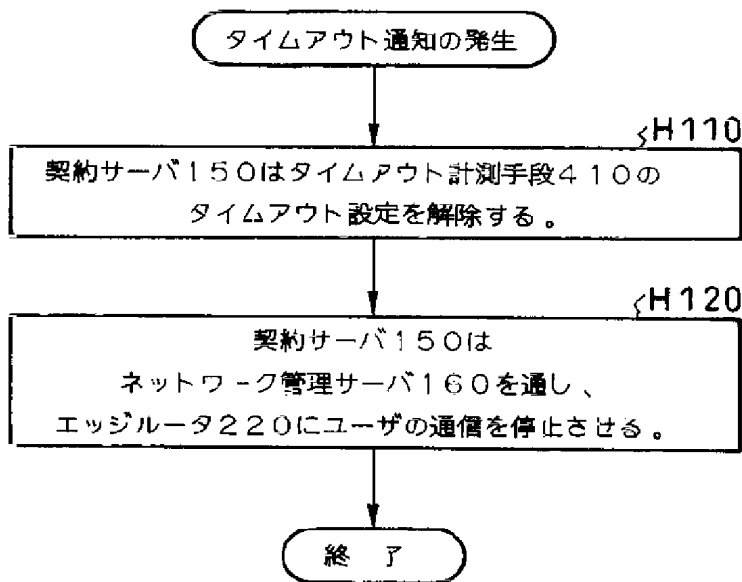 タイムアウト通知の発生
H110
契約サーバ150はタイムアウト計測手段410の
タイムアウト設定を解除する。
H120
契約サーバ150は
ネットワーク管理サーバ160を通し、
エッジルータ220にユーザの通信を停止させる。
終 了